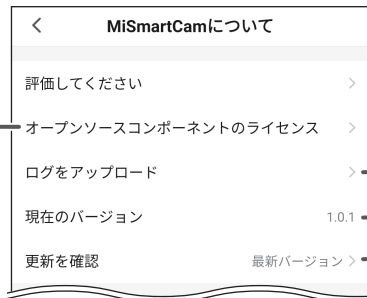 MiSmartCamについて
評価してください
オープンソースコンポーネントのライセンス
ログをアップロード
現在のバージョン 1.0.1
更新を確認 最新バージョン